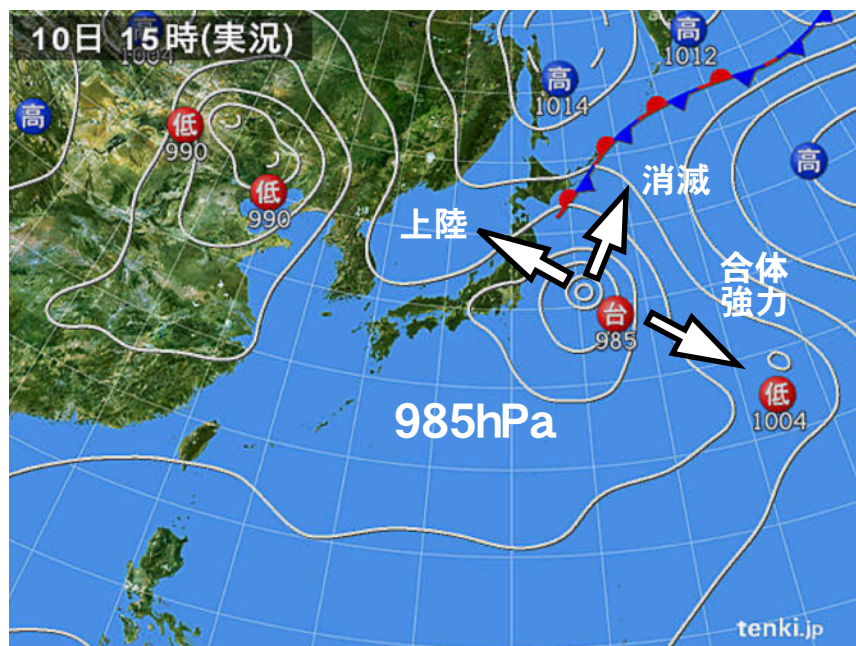 10日 15時(実況)
高
1004
高
1012
高
1014
高
低
990
高
低
990
消滅
上陸
合体
強力
台
985
低
1004
985hPa
tenki.jp